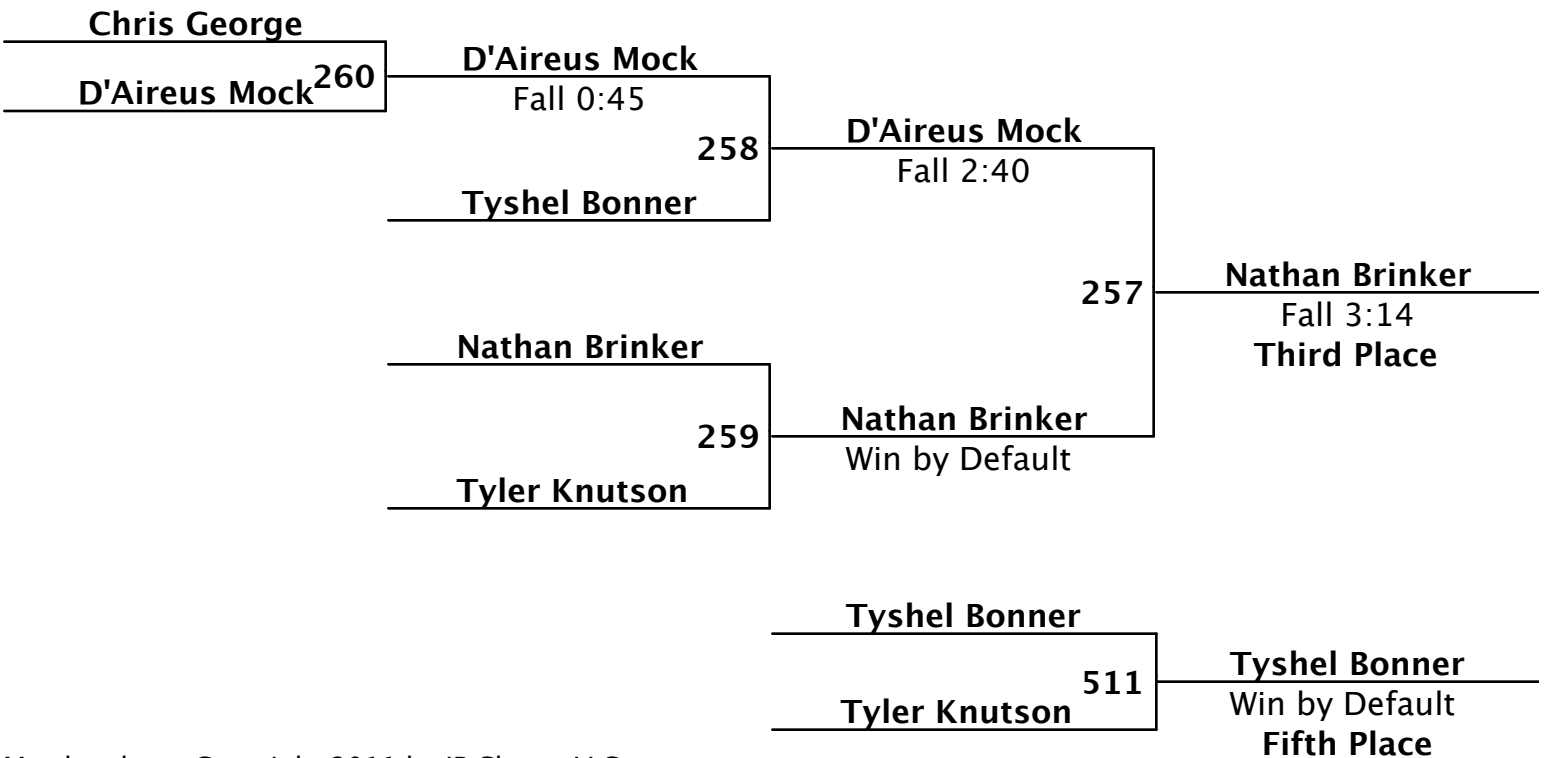 Chris George
D'Aireus Mock
260
D'Aireus Mock
Fall 0:45
258
Tyshel Bonner
D'Aireus Mock
Fall 2:40
257
Nathan Brinker
Fall 3:14
Third Place
Nathan Brinker
259
Nathan Brinker
Win by Default
Tyler Knutson
Tyshel Bonner
511
Tyler Knutson
Tyshel Bonner
Win by Default
Fifth Place